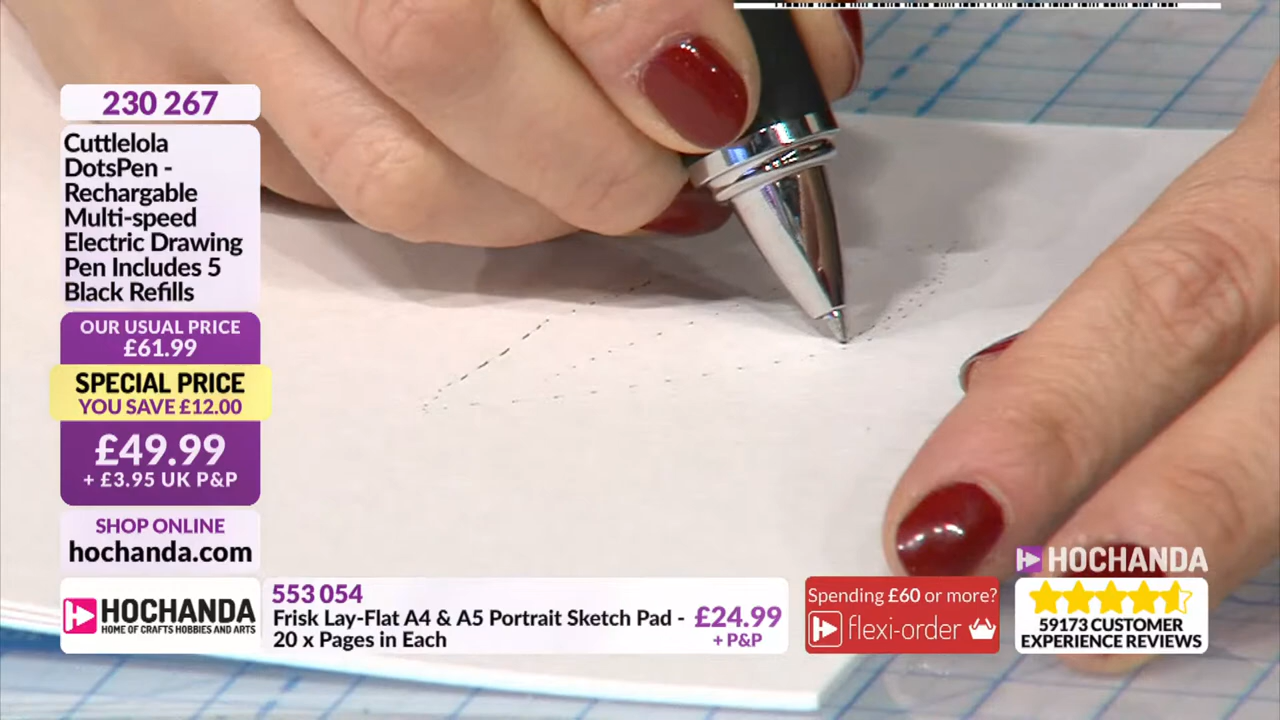 230 267
Cuttlelola
DotsPen -
Rechargable
Multi-speed
Electric Drawing
Pen Includes 5
Black Refills
OUR USUAL PRICE
£61.99
SPECIAL PRICE
YOU SAVE £12.00
£49.99
+ £3.95 UK P&P
SHOP ONLINE
hochanda.com
HOCHANDA
HOME OF CRAFTS HOBBIES AND ARTS
553 054
Frisk Lay-Flat A4 & A5 Portrait Sketch Pad -
20 x Pages in Each
£24.99
+ P&P
Spending £60 or more?
flexi-order
HOCHANDA
59173 CUSTOMER
EXPERIENCE REVIEWS